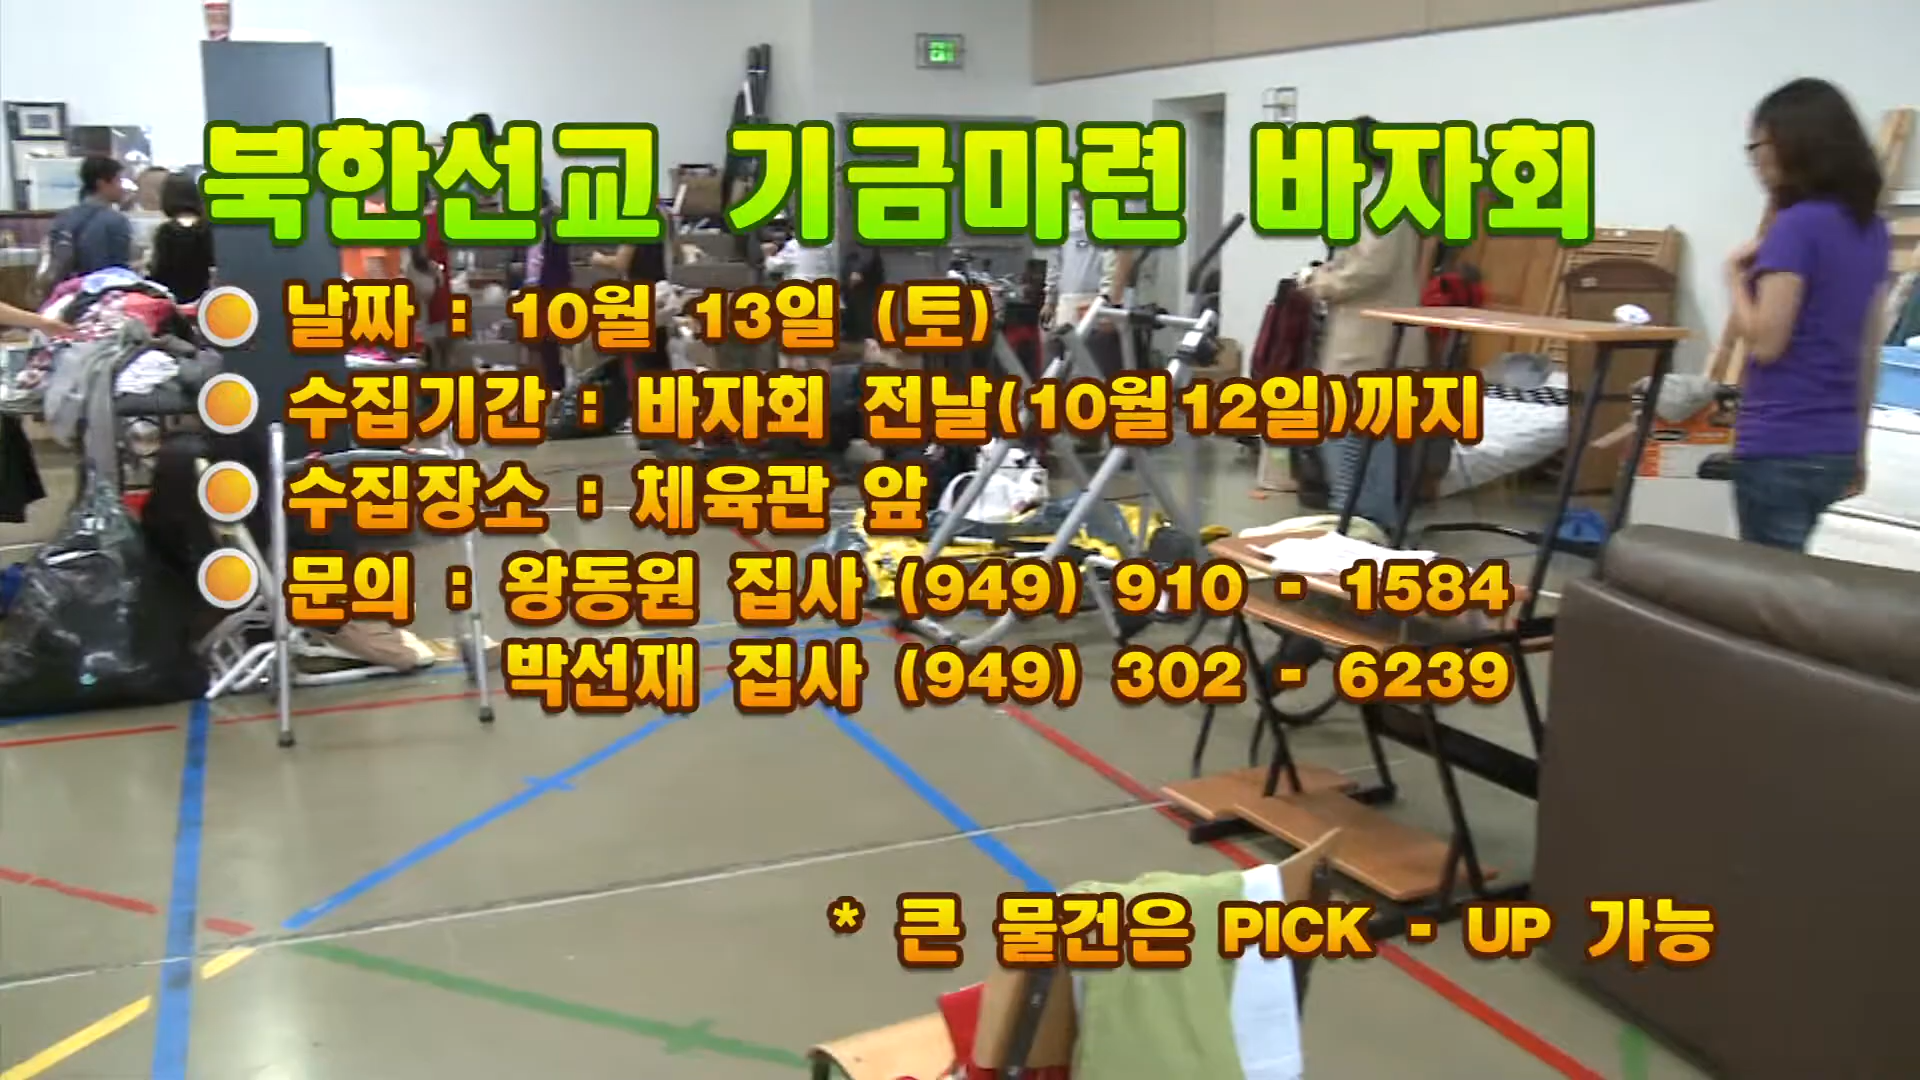 북한선교 기금마련 바자회
날짜 : 10월 13일 (토)
수집기간 : 바자회 전날(10월12일)까지
수집장소 : 체육관 앞
문의 : 왕동원 집사 (949) 910 - 1584
박선재 집사 (949) 302 - 6239
* 큰 물건은 PICK - UP 가능